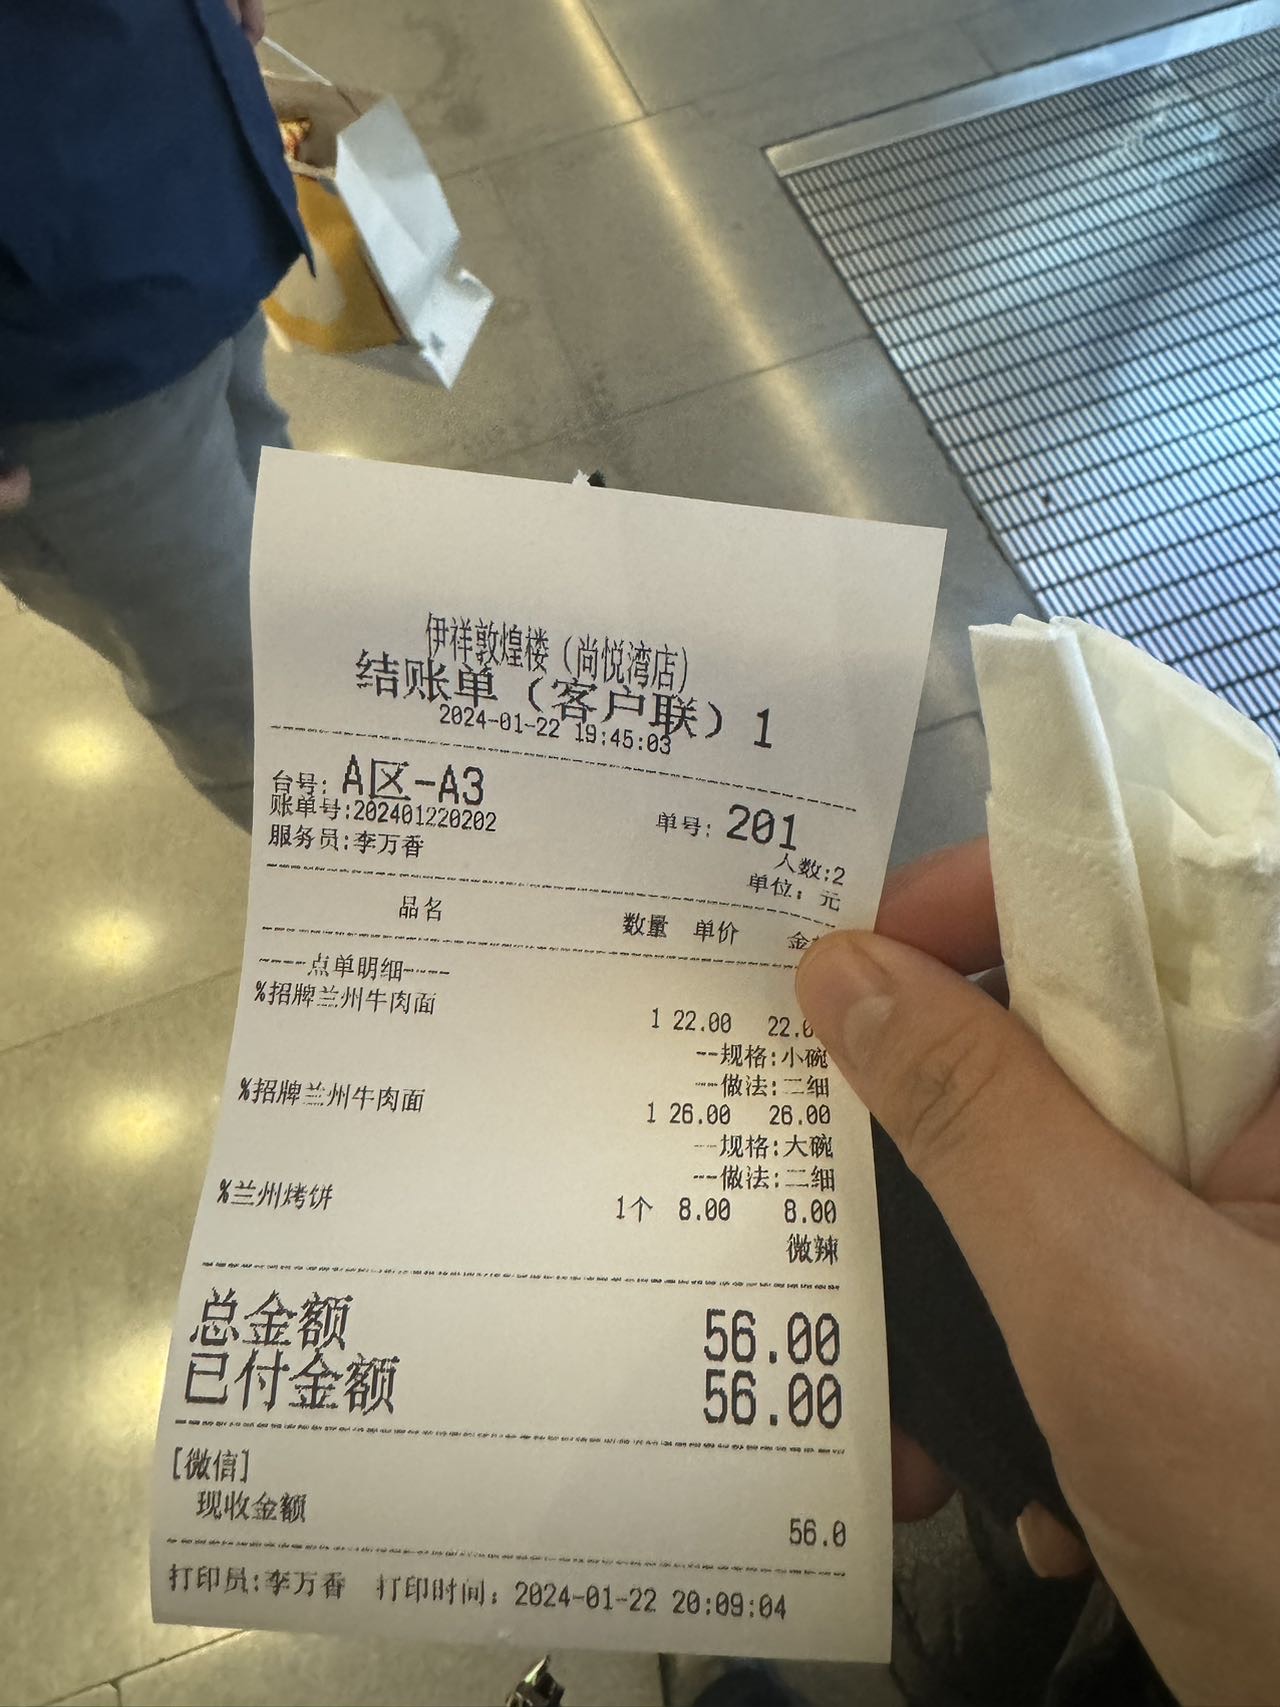 伊祥敦煌楼（尚悦湾店）
结账单（客户联）1
2024-01-22 19:45:03
台号: A区-A3
单号: 201
账单号:202401220202
人数:2
服务员:李万香
单位: 元
品名 数量 单价 金
----点单明细----
%招牌兰州牛肉面
1 22.00 22.0
--规格:小碗
--做法:二细
%招牌兰州牛肉面
1 26.00 26.00
--规格:大碗
--做法:二细
%兰州烤饼 1个 8.00 8.00
微辣
总金额 56.00
已付金额 56.00
[微信]
现收金额 56.0
打印员:李万香 打印时间: 2024-01-22 20:09:04